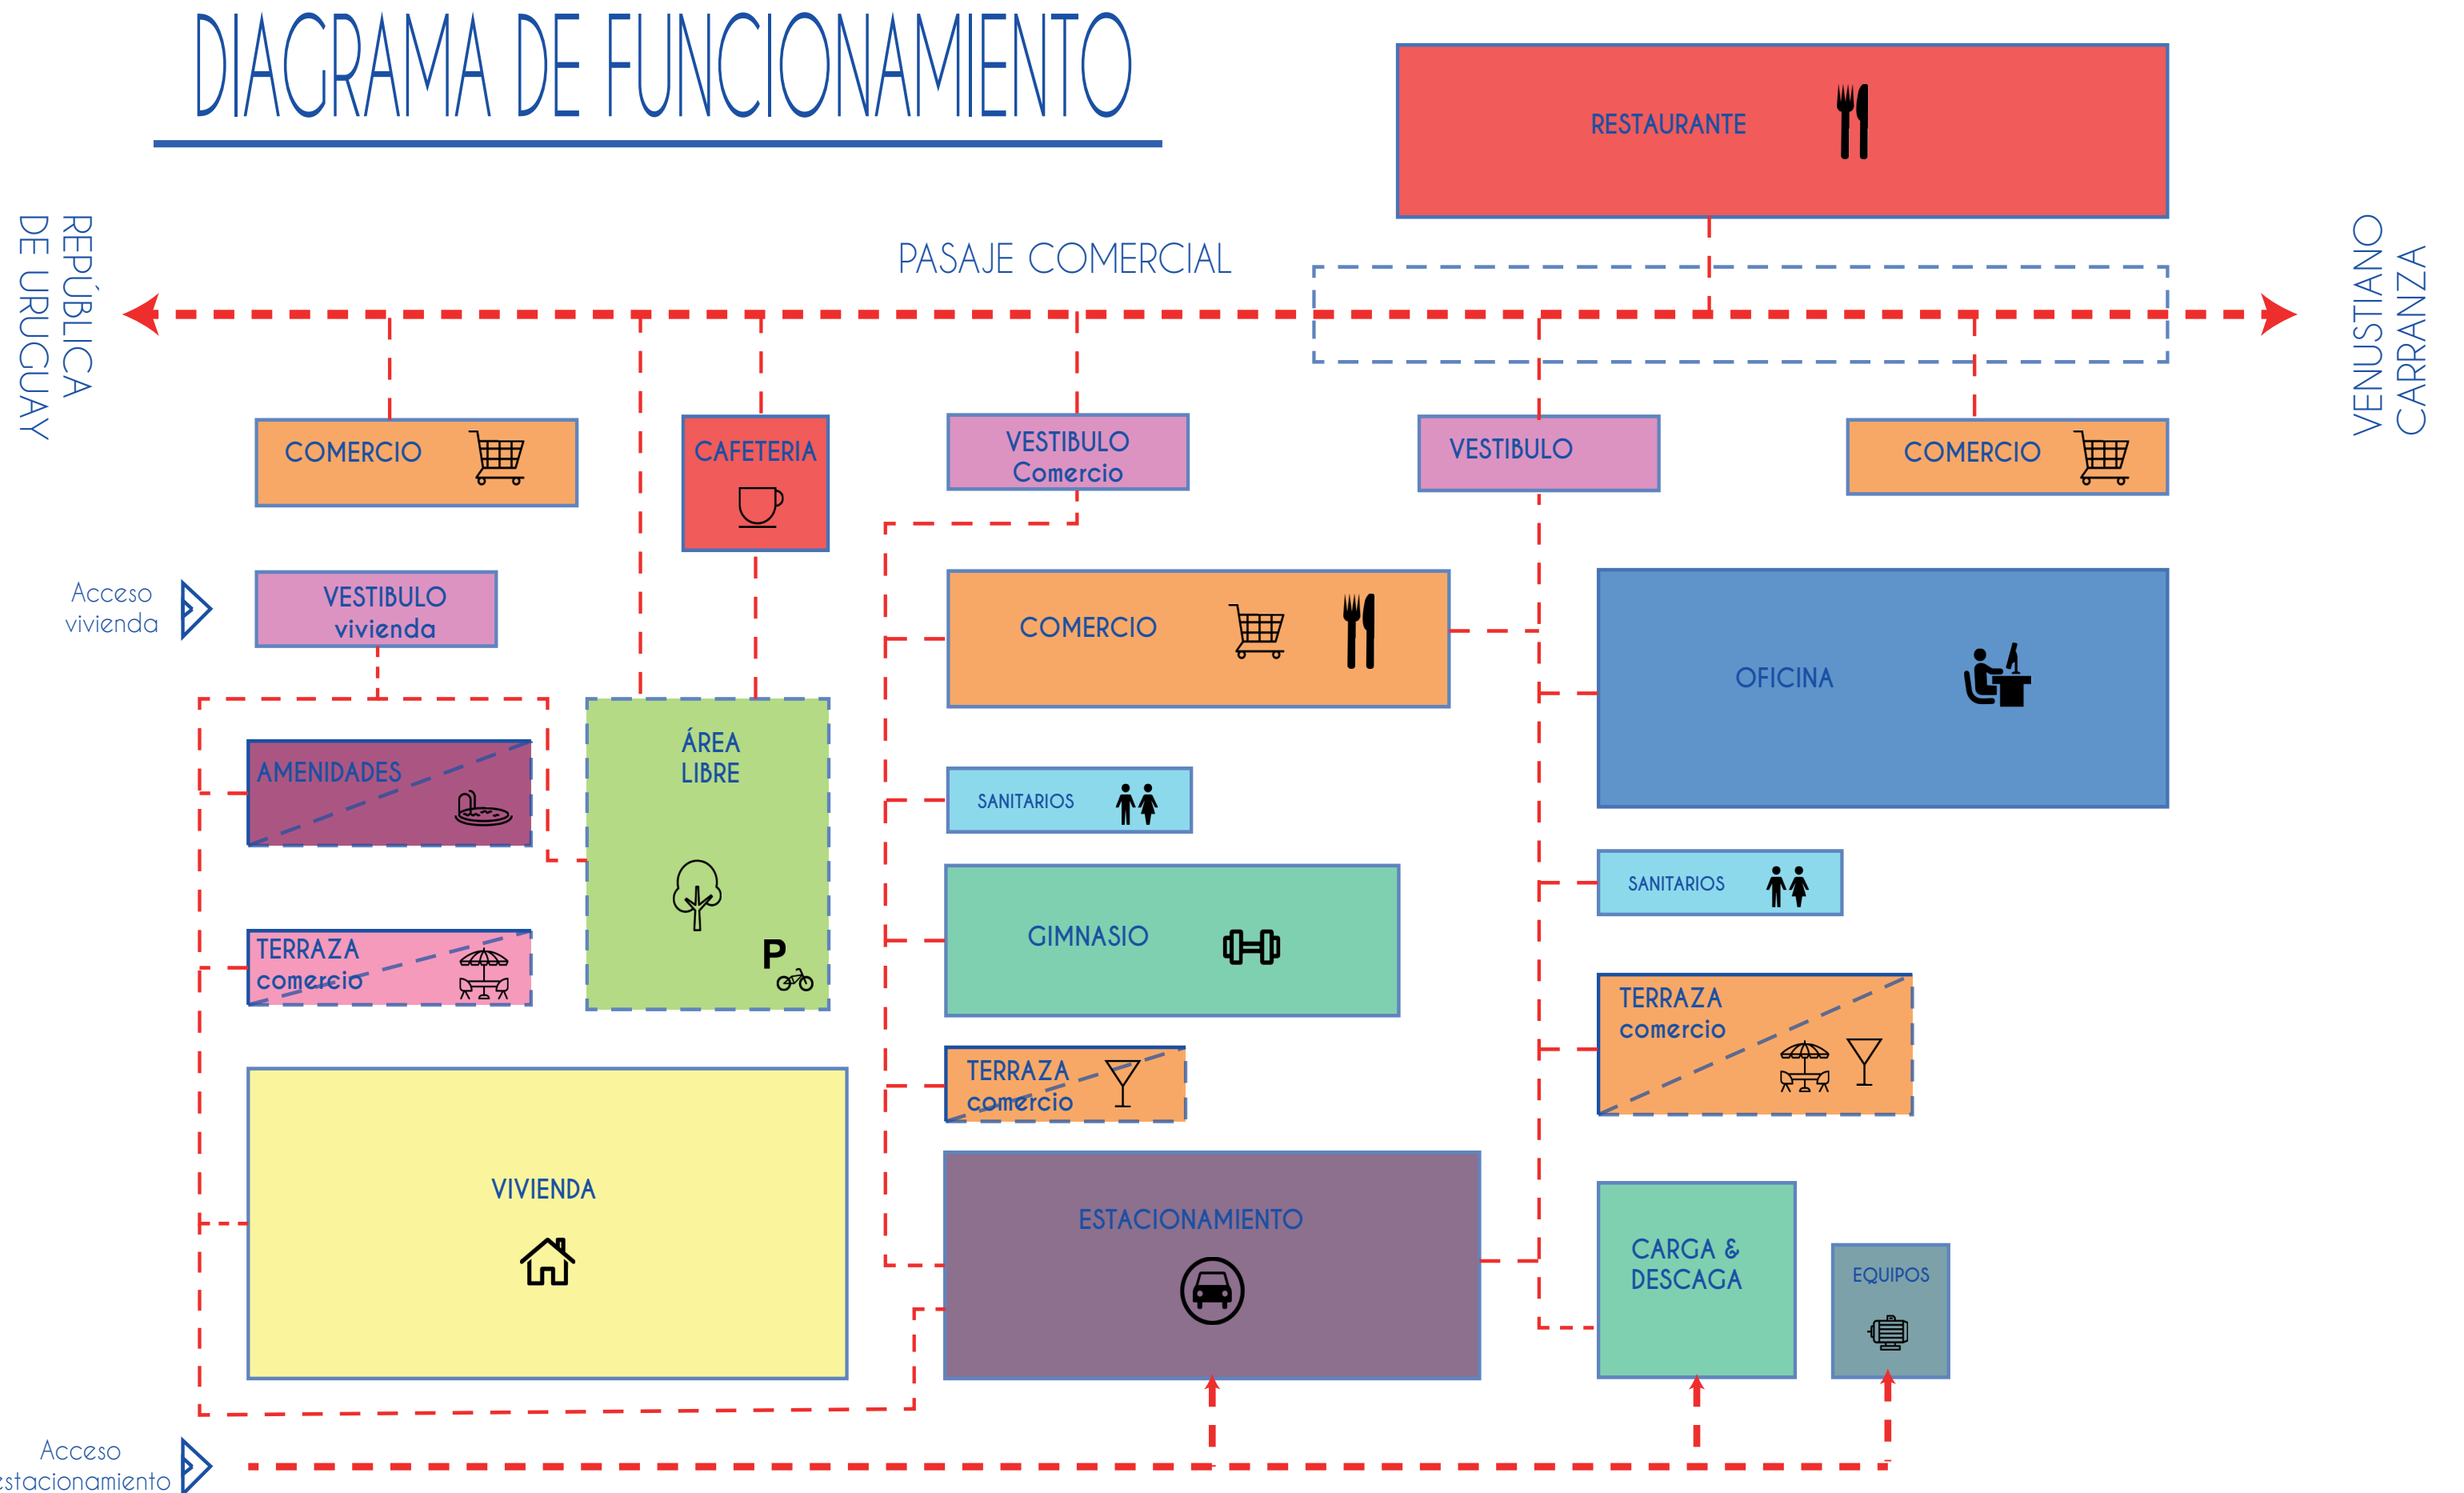 DIAGRAMA DE FUNCIONAMIENTO
RESTAURANTE
REPÚBLICA
DE URUGUAY
PASAJE COMERCIAL
VENUSTIANO
CARRANZA
COMERCIO
CAFETERIA
VESTIBULO
Comercio
VESTIBULO
COMERCIO
Acceso
vivienda
VESTIBULO
vivienda
COMERCIO
OFICINA
AMENIDADES
ÁREA
LIBRE
SANITARIOS
SANITARIOS
TERRAZA
comercio
P
GIMNASIO
TERRAZA
comercio
TERRAZA
comercio
VIVIENDA
ESTACIONAMIENTO
CARGA &
DESCAGA
EQUIPOS
Acceso
estacionamiento